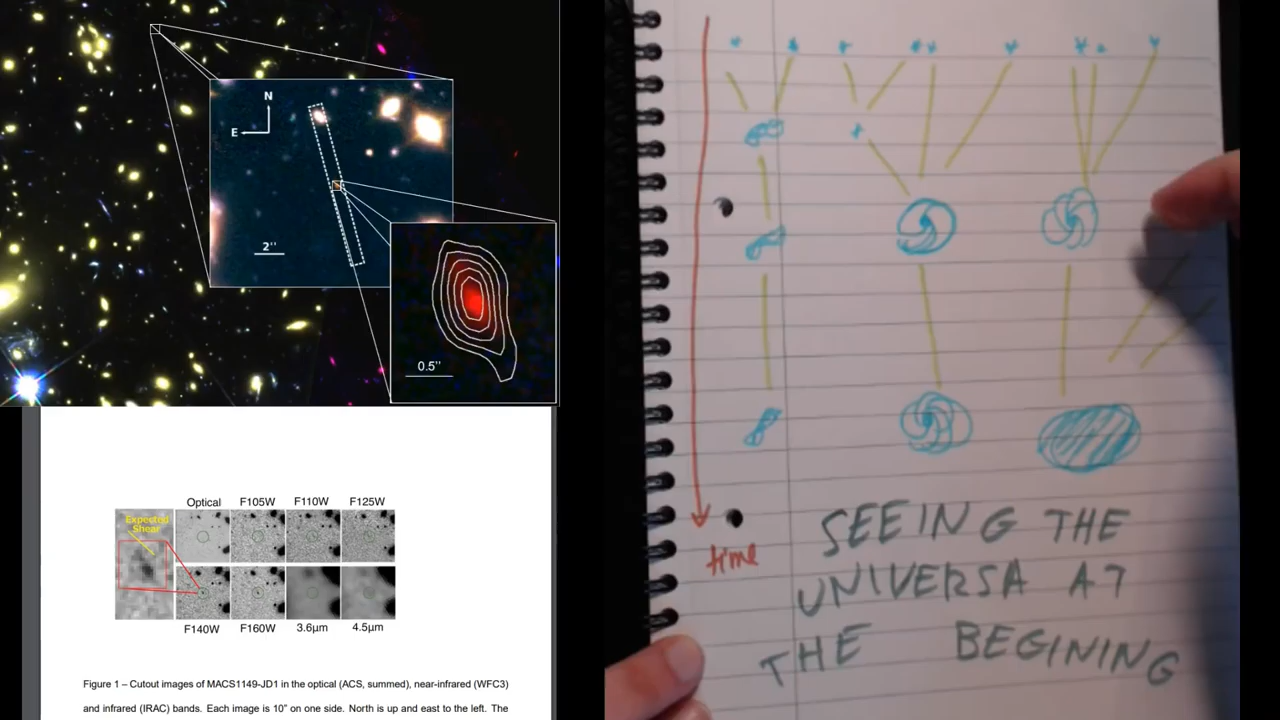 N
E
2''
0.5''
Optical F105W F110W F125W
Expected
Shear
F140W F160W 3.6μm 4.5μm
Figure 1 – Cutout images of MACS1149-JD1 in the optical (ACS, summed), near-infrared (WFC3)
and infrared (IRAC) bands. Each image is 10” on one side. North is up and east to the left. The
time
SEEING THE
UNIVERSA AT
THE BEGINING